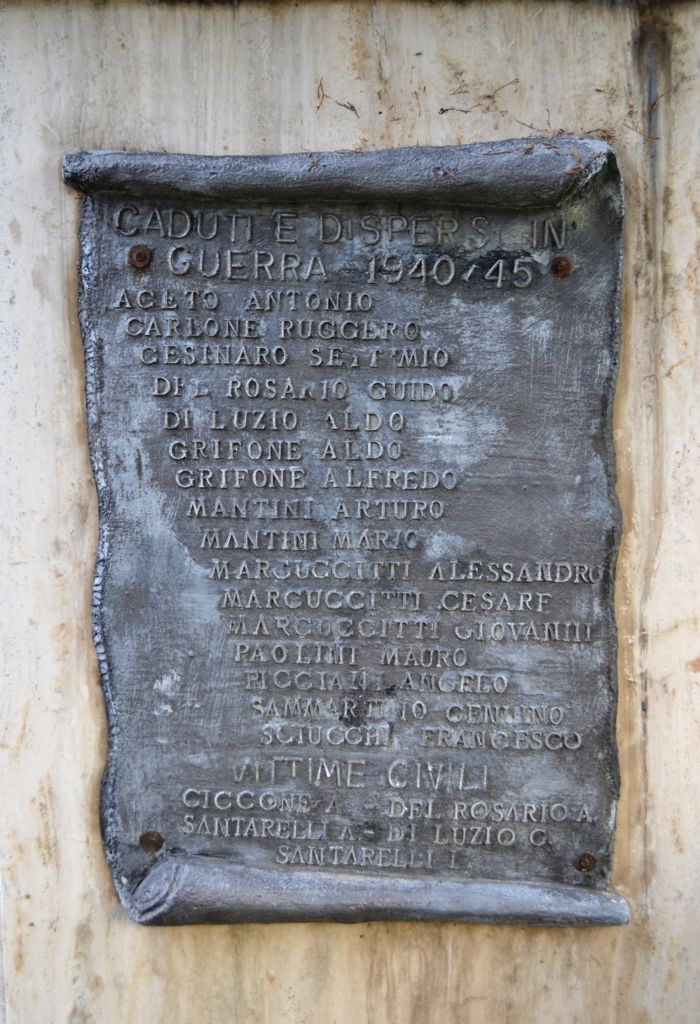 CADUTI E DISPERSI IN
GUERRA - 1940/45
ACETO ANTONIO
CARLONE RUGGERO
CESINARO SETTIMIO
DEL ROSARIO GUIDO
DI LUZIO ALDO
GRIFONE ALDO
GRIFONE ALFREDO
MANTINI ARTURO
MANTINI MARIO
MARCUCCITTI ALESSANDRO
MARCUCCITTI CESARE
MARCUCCITTI GIOVANNI
PAOLINI MAURO
PICCIANI ANGELO
SAMMARTINO GENTINO
SCIUCCHI FRANCESCO
VITTIME CIVILI
CICCONE A. - DEL ROSARIO A.
SANTARELLI A. - DI LUZIO G.
SANTARELLI I.